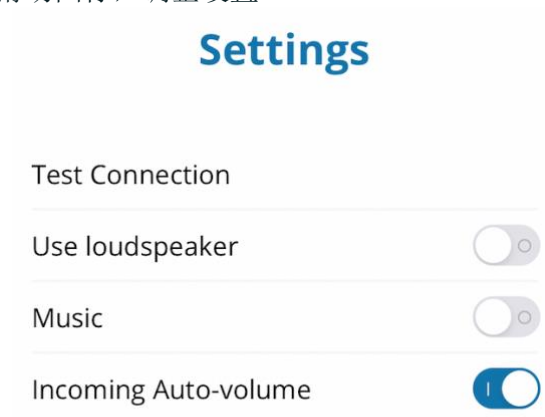 Settings
Test Connection
Use loudspeaker
Music
Incoming Auto-volume